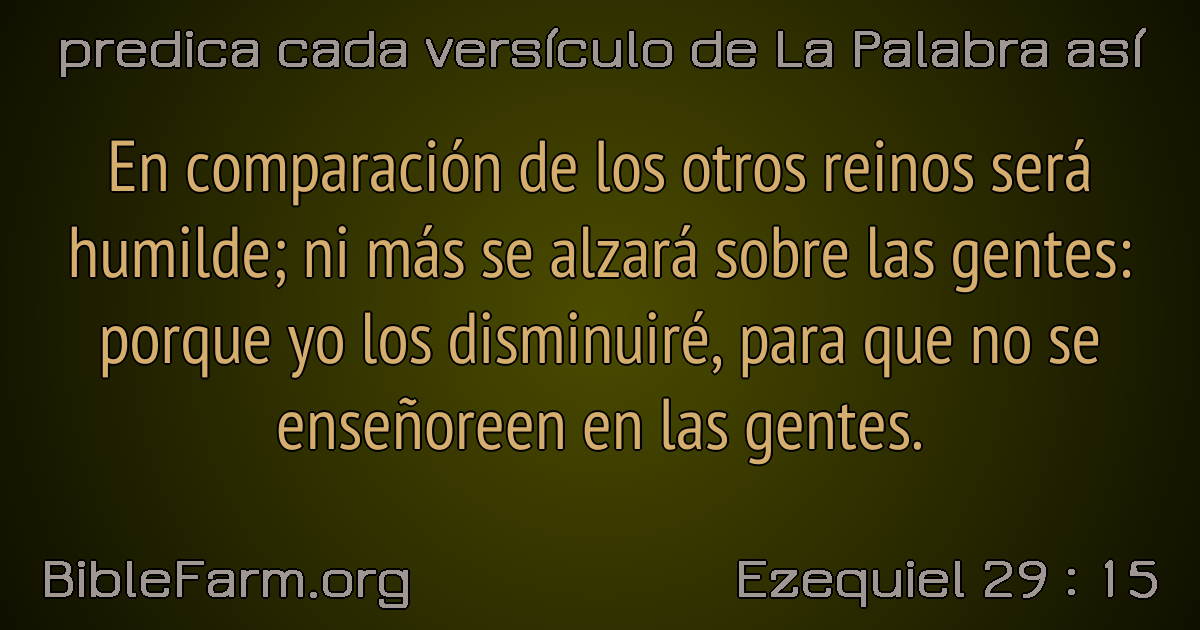 predica cada versículo de La Palabra así
En comparación de los otros reinos será
humilde; ni más se alzará sobre las gentes:
porque yo los disminuiré, para que no se
enseñoreen en las gentes.
BibleFarm.org
Ezequiel 29 : 15